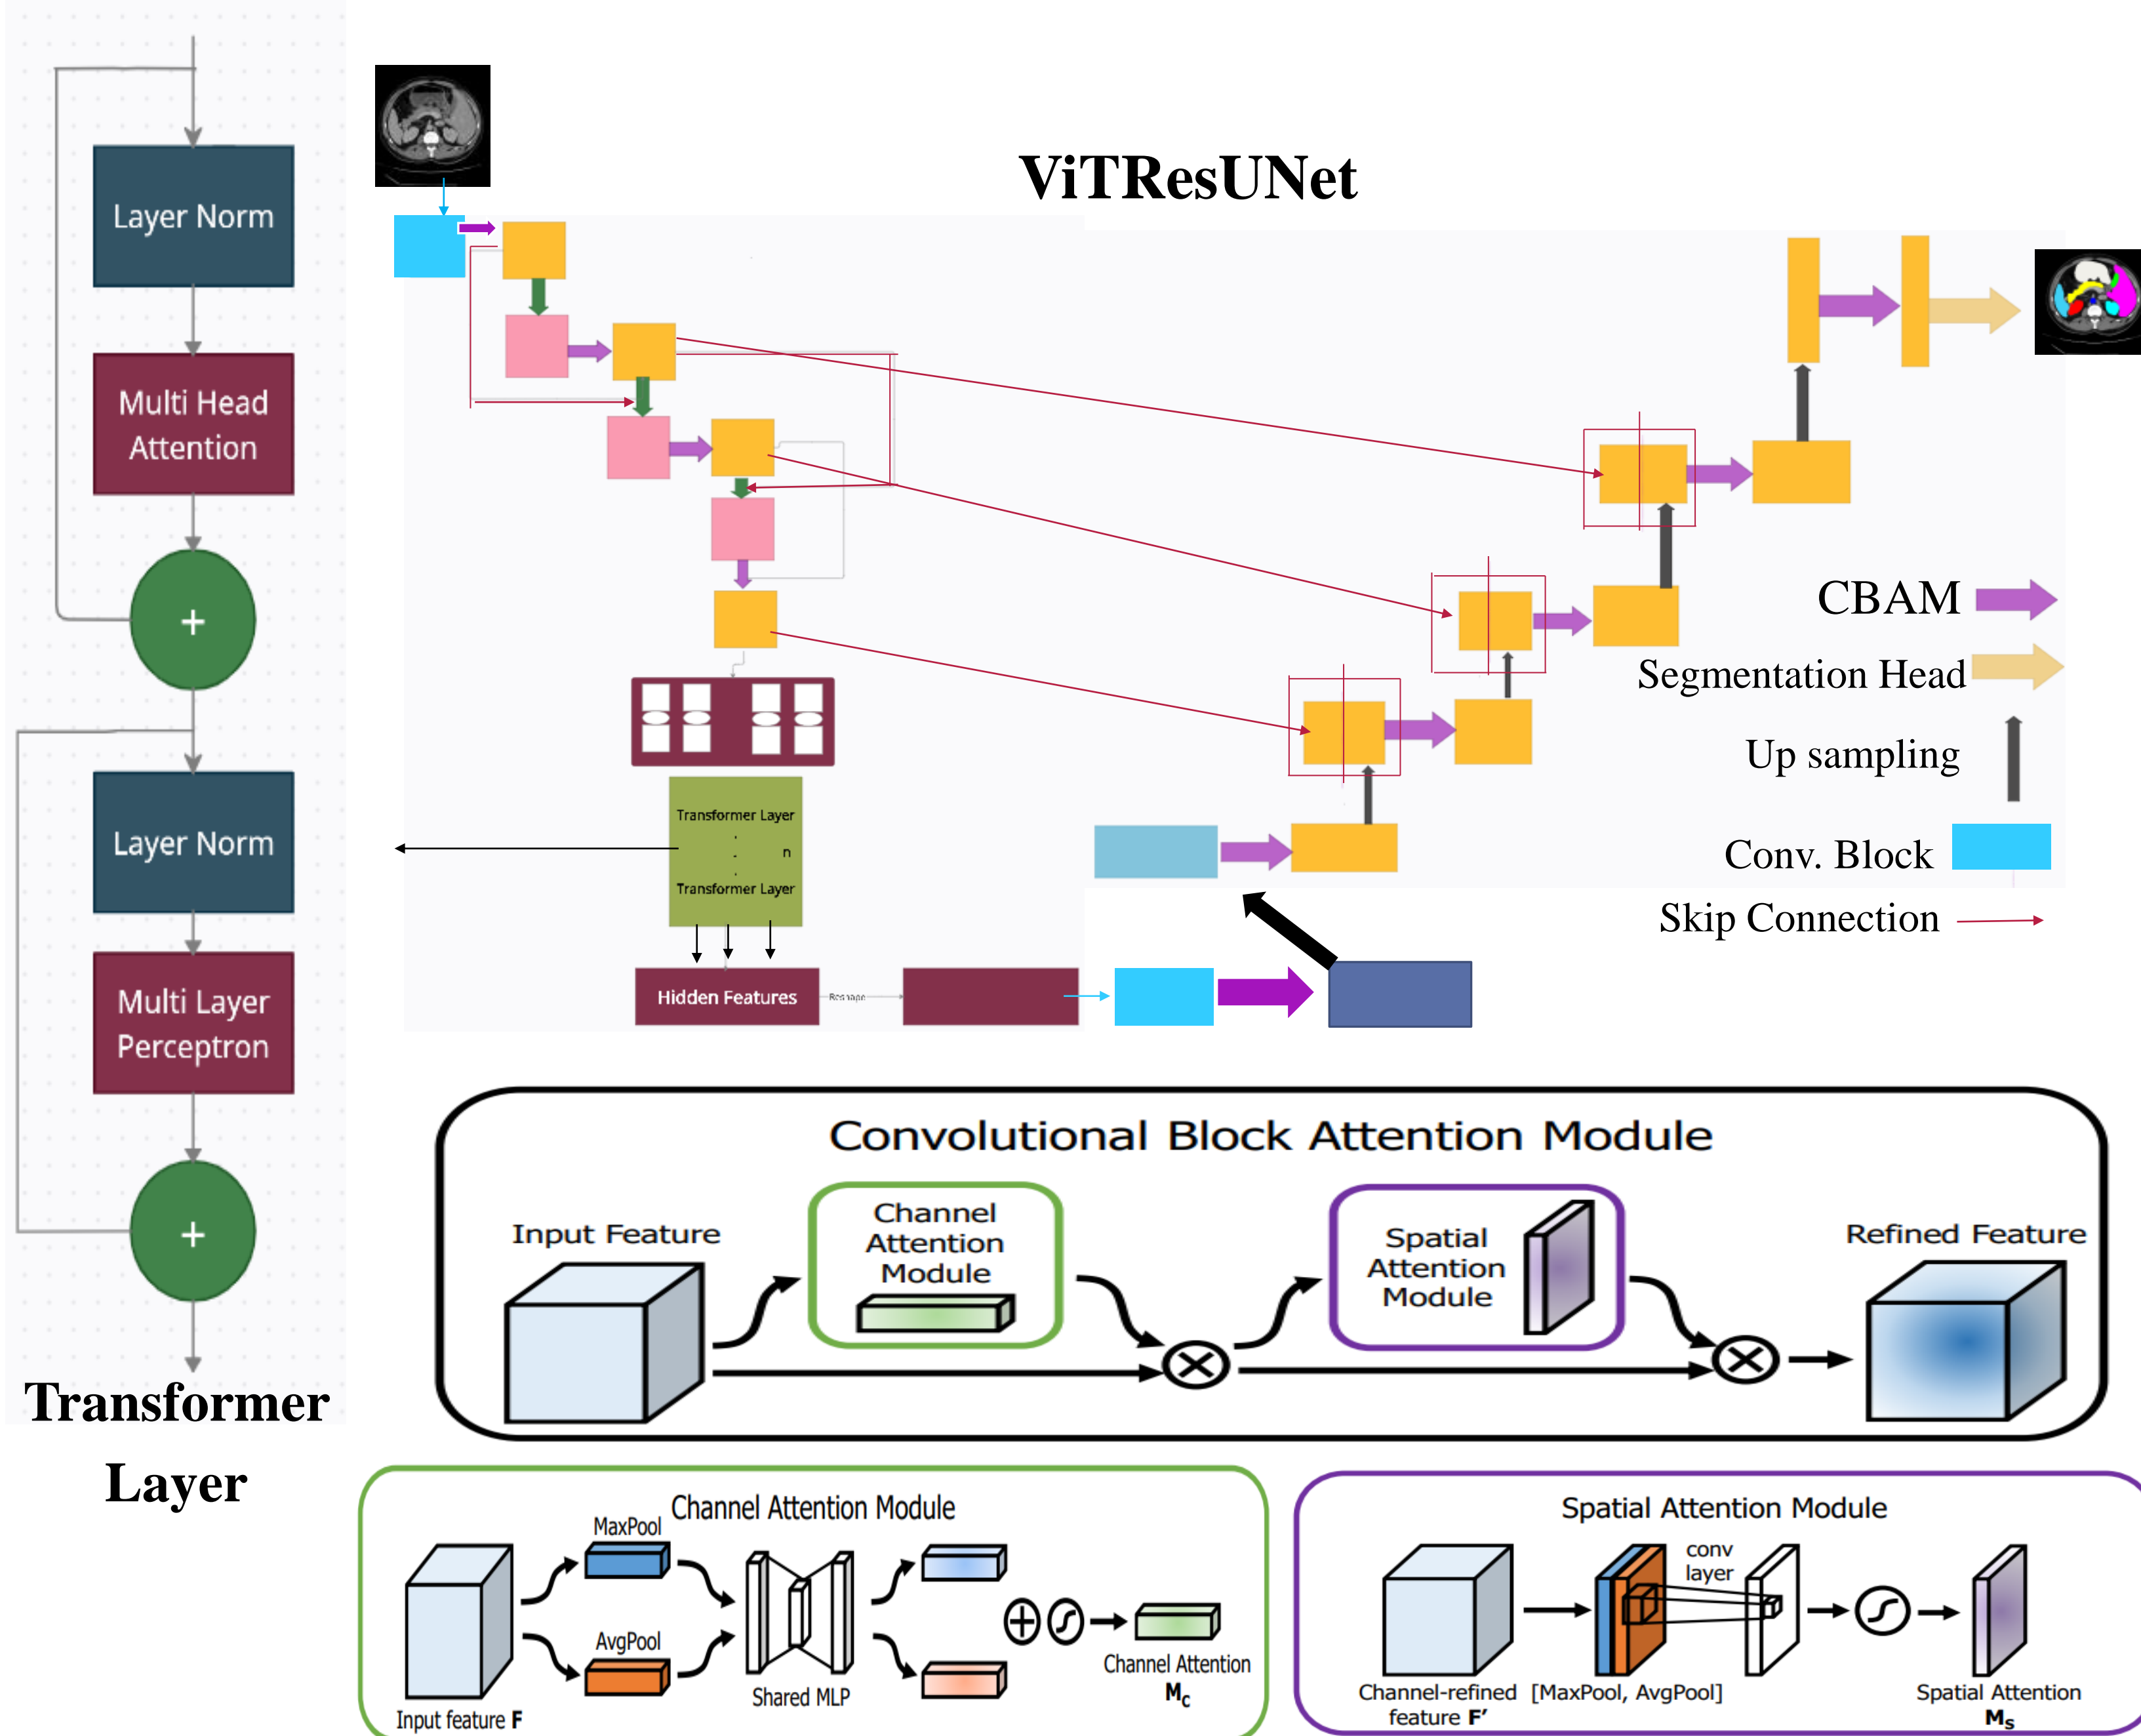 Layer Norm
Multi Head
Attention
+
Layer Norm
Multi Layer
Perceptron
+
Transformer
Layer
ViTResUNet
Transformer Layer
.
. n
.
Transformer Layer
Hidden Features
Reshape
CBAM
Segmentation Head
Up sampling
Conv. Block
Skip Connection
Convolutional Block Attention Module
Input Feature
Channel
Attention
Module
Spatial
Attention
Module
Refined Feature
Channel Attention Module
MaxPool
AvgPool
Shared MLP
Input feature F
Channel Attention
Mc
Spatial Attention Module
conv
layer
Channel-refined
feature F’
[MaxPool, AvgPool]
Spatial Attention
Ms